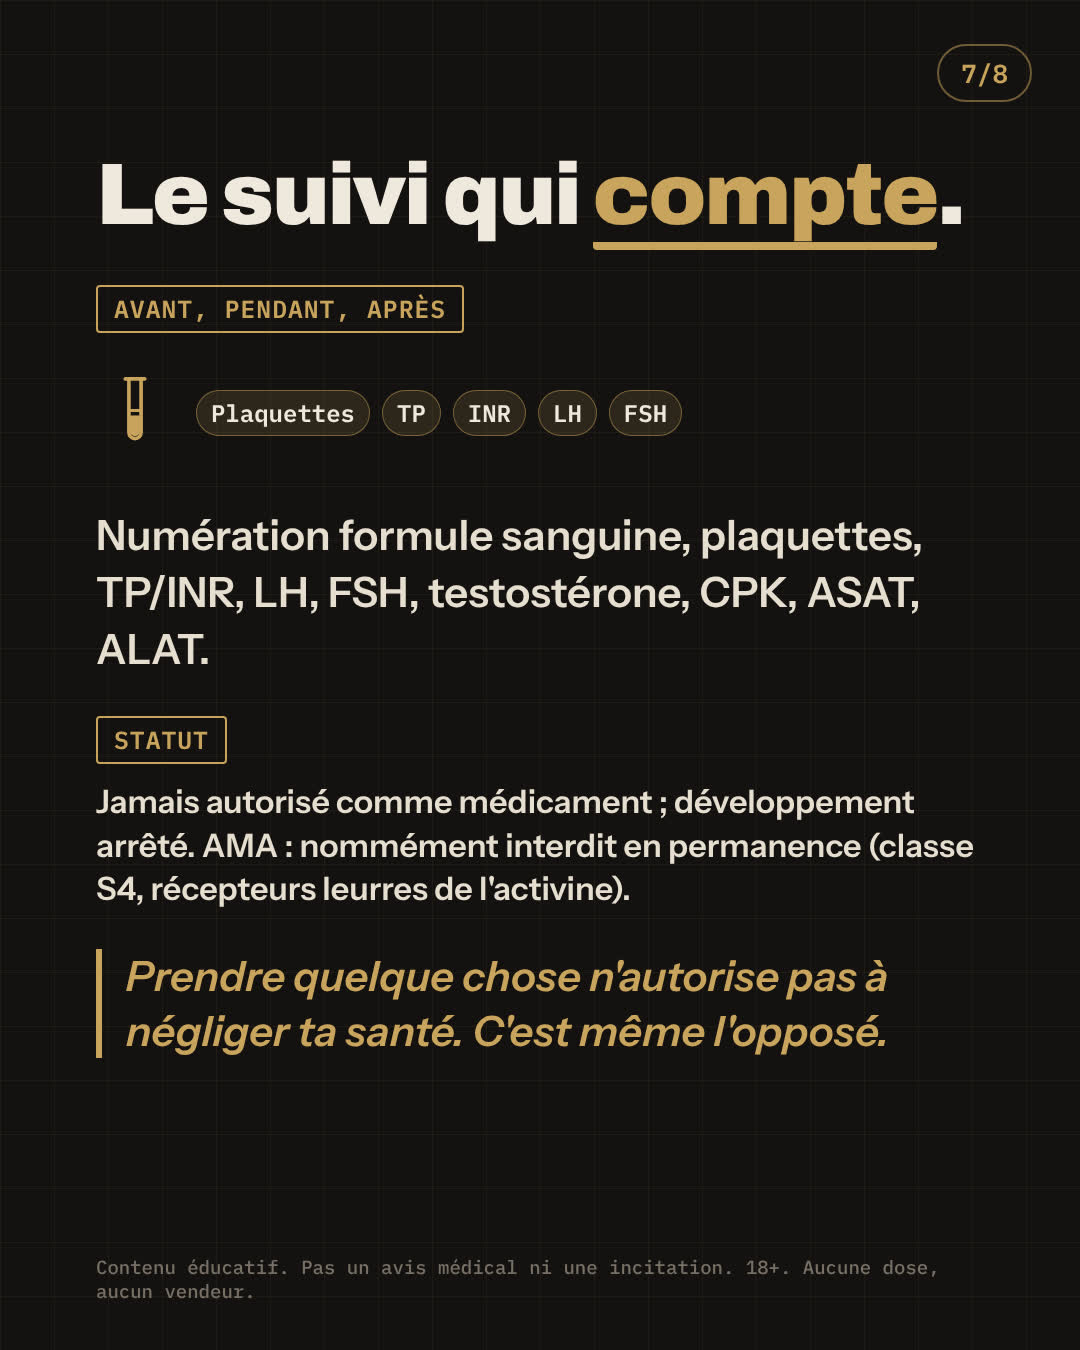 7/8
Le suivi qui compte.
AVANT, PENDANT, APRÈS
Plaquettes TP INR LH FSH
Numération formule sanguine, plaquettes,
TP/INR, LH, FSH, testostérone, CPK, ASAT,
ALAT.
STATUT
Jamais autorisé comme médicament ; développement
arrêté. AMA : nommément interdit en permanence (classe
S4, récepteurs leurres de l'activine).
Prendre quelque chose n'autorise pas à
négliger ta santé. C'est même l'opposé.
Contenu éducatif. Pas un avis médical ni une incitation. 18+. Aucune dose,
aucun vendeur.